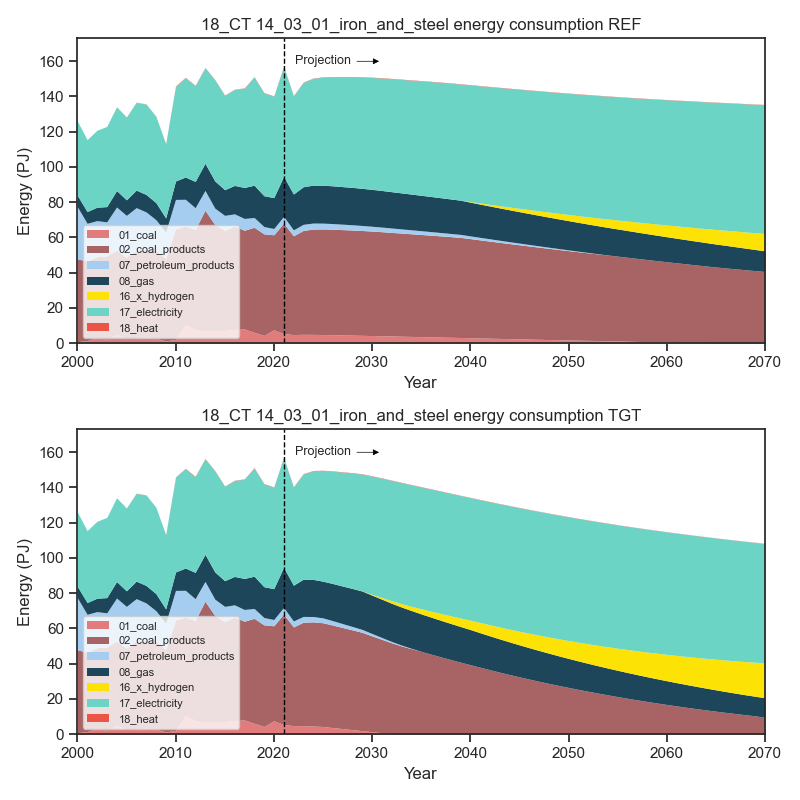 18_CT 14_03_01_iron_and_steel energy consumption REF
Projection
160
140
120
100
80
60
40
20
0
Energy (PJ)
01_coal
02_coal_products
07_petroleum_products
08_gas
16_x_hydrogen
17_electricity
18_heat
2000 2010 2020 2030 2040 2050 2060 2070
Year
18_CT 14_03_01_iron_and_steel energy consumption TGT
Projection
160
140
120
100
80
60
40
20
0
Energy (PJ)
01_coal
02_coal_products
07_petroleum_products
08_gas
16_x_hydrogen
17_electricity
18_heat
2000 2010 2020 2030 2040 2050 2060 2070
Year